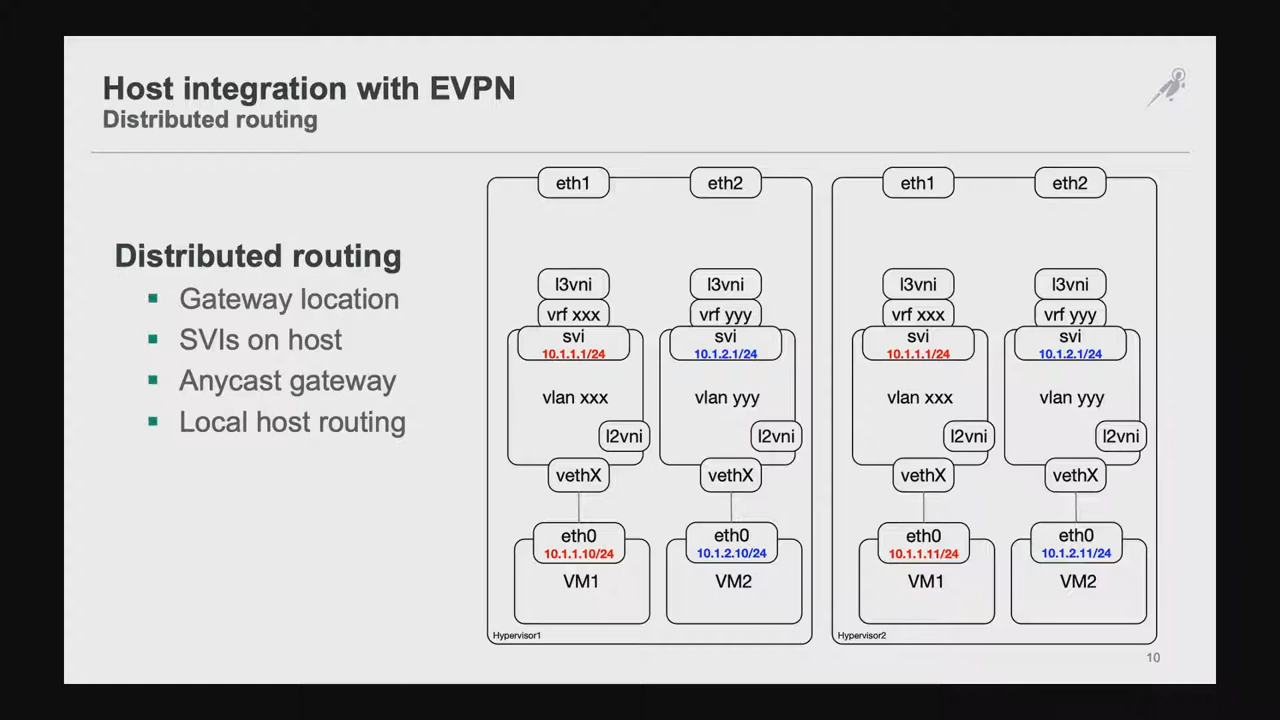 Host integration with EVPN
Distributed routing
Distributed routing
Gateway location
SVIs on host
Anycast gateway
Local host routing
eth1
eth2
l3vni
l3vni
vrf xxx
vrf yyy
svi
10.1.1.1/24
svi
10.1.2.1/24
vlan xxx
vlan yyy
l2vni
l2vni
vethX
vethX
eth0
10.1.1.10/24
eth0
10.1.2.10/24
VM1
VM2
Hypervisor1
eth1
eth2
l3vni
l3vni
vrf xxx
vrf yyy
svi
10.1.1.1/24
svi
10.1.2.1/24
vlan xxx
vlan yyy
l2vni
l2vni
vethX
vethX
eth0
10.1.1.11/24
eth0
10.1.2.11/24
VM1
VM2
Hypervisor2
10